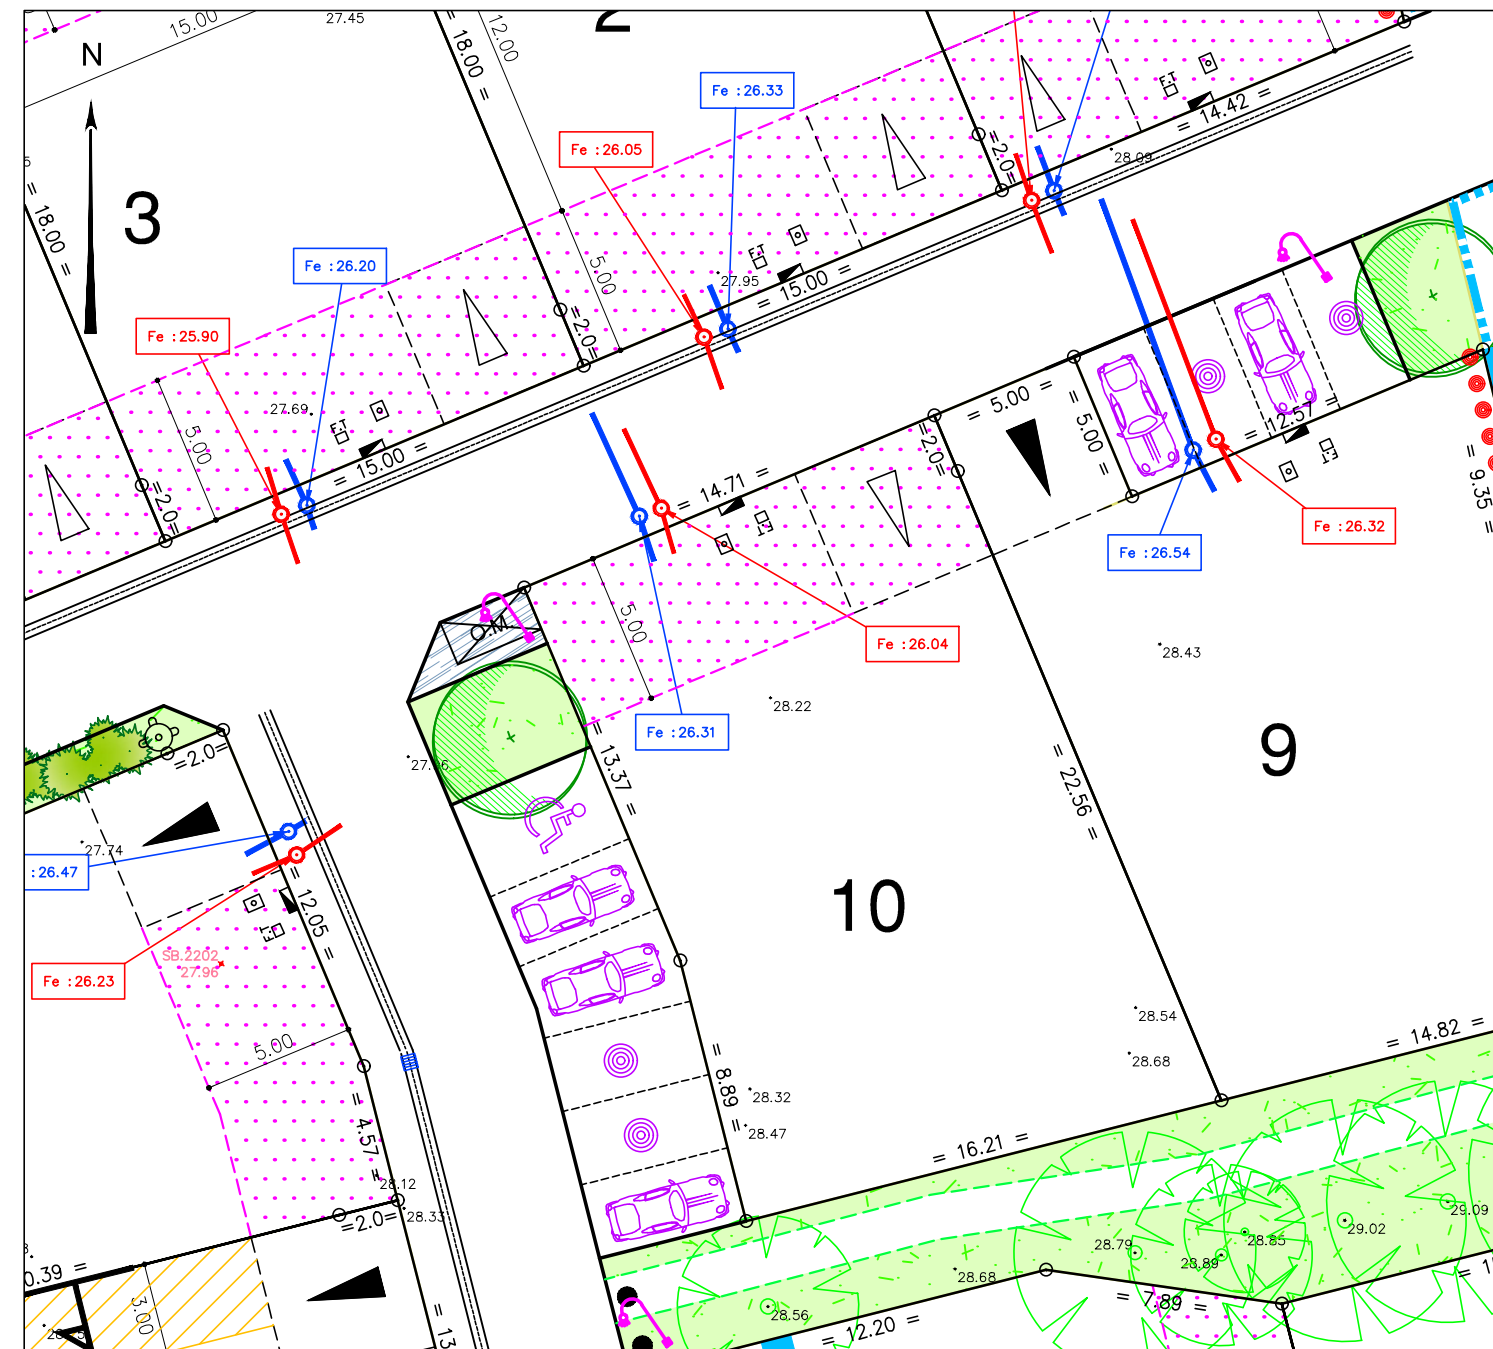 15.00
27.45
2
12.00
= 18.00 =
N
Fe : 26.33
Fe : 26.05
F.T
= 14.42 =
28.09
=2.0=
= 18.00 =
3
Fe : 26.20
5.00
F.T
27.95
= 15.00 =
Fe : 25.90
=2.0=
27.69
F.T
5.00
= 15.00 =
=2.0=
= 5.00 =
= 5.00 =
= 12.57 =
F.T
= 9.35 =
=2.0=
= 14.71 =
F.T
Fe : 26.54
Fe : 26.32
O.M
5.00
Fe : 26.04
28.43
28.22
Fe : 26.31
=2.0=
= 13.37 =
= 22.56 =
9
27.74
: 26.47
10
= 12.05 =
F.T
SB.2202
27.96
Fe : 26.23
5.00
28.54
28.68
= 14.82 =
= 8.89 =
28.32
28.47
= 4.57 =
= 16.21 =
28.12
28.33
=2.0=
29.09
29.02
28.85
28.79
28.89
28.68
0.39 =
3.00
A
28.56
= 7.89 =
= 12.20 =
= 13
= 1